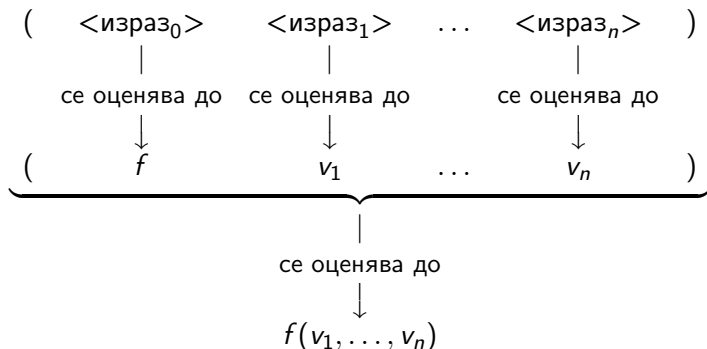 ( <израз₀> <израз₁> ... <изразₙ> )
се оценява до се оценява до се оценява до
( f v₁ ... vₙ )
се оценява до
f(v₁, ..., vₙ)